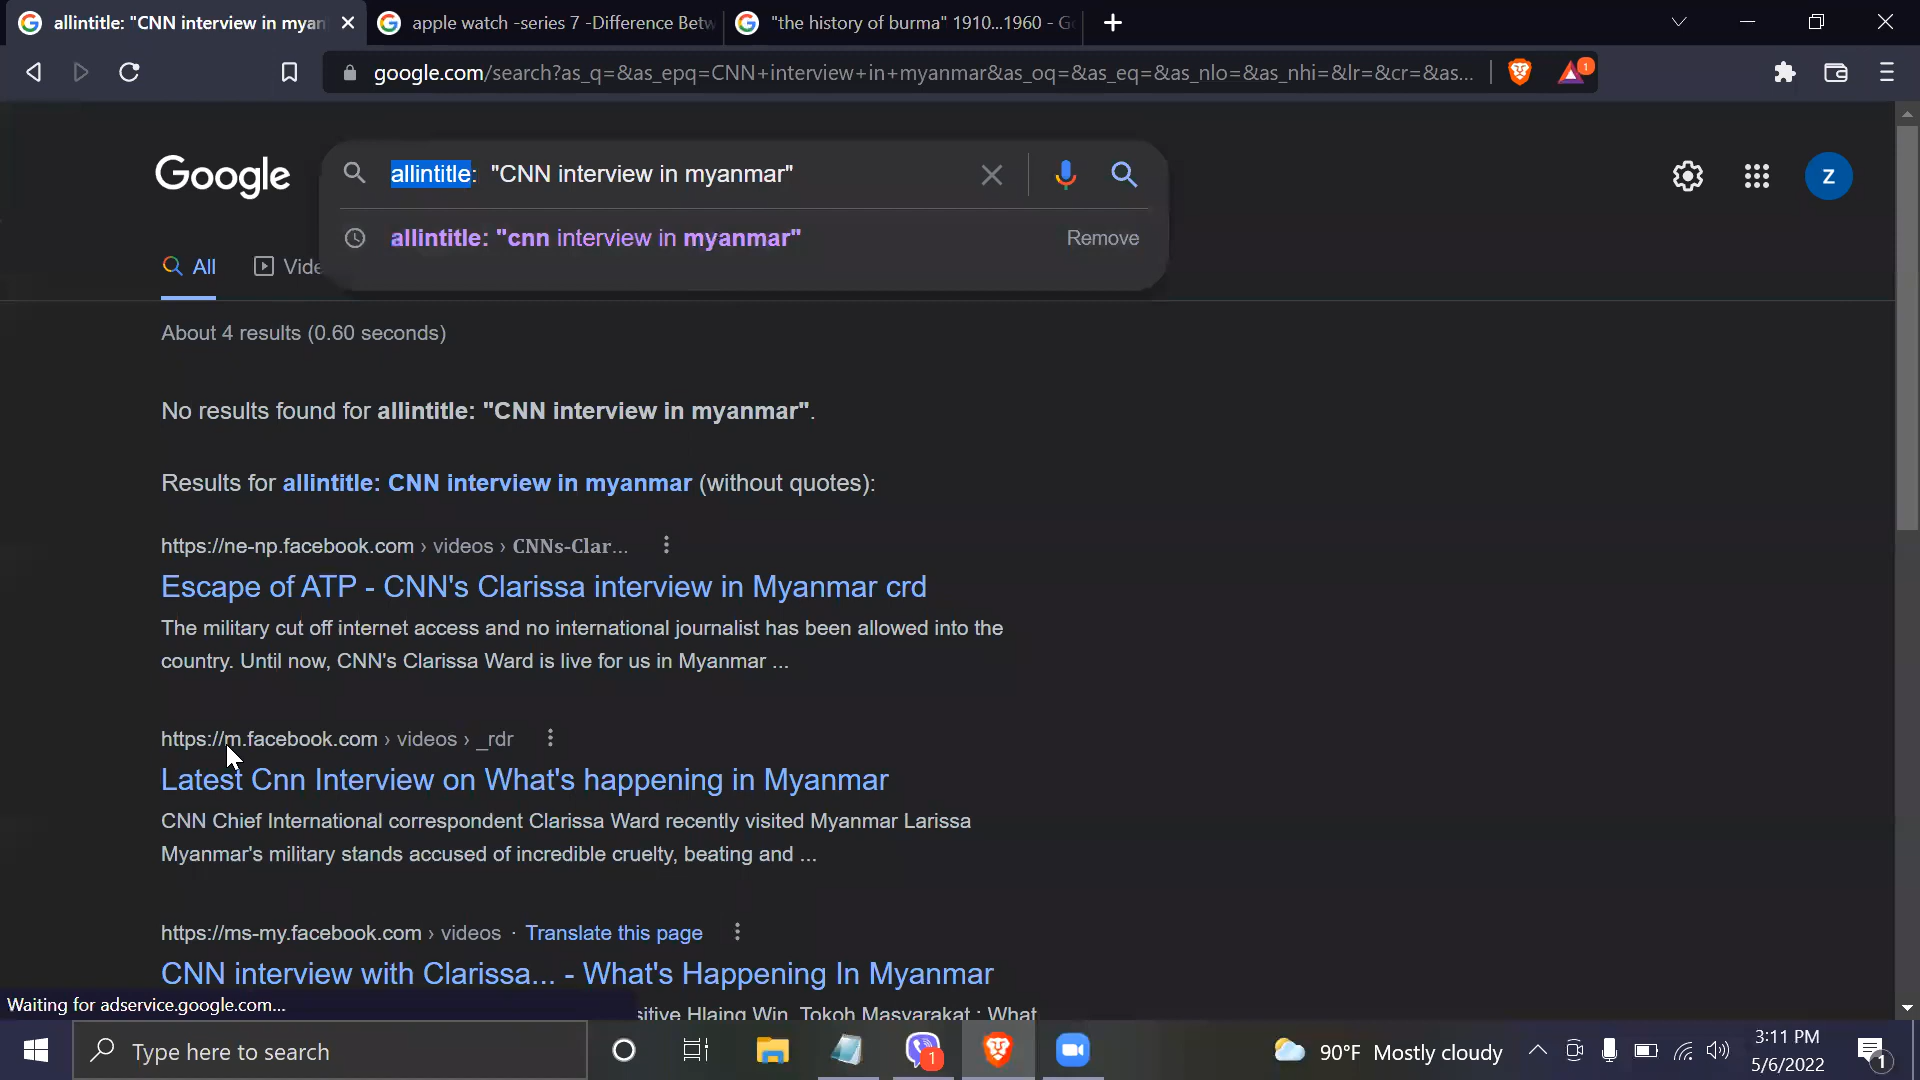 allintitle: "CNN interview in myan
apple watch -series 7 -Difference Betw
"the history of burma" 1910...1960 - G
google.com/search?as_q=&as_epq=CNN+interview+in+myanmar&as_oq=&as_eq=&as_nlo=&as_nhi=&lr=&cr=&as...
1
Google
allintitle: "CNN interview in myanmar"
Z
allintitle: "cnn interview in myanmar"
Remove
All
Vide
About 4 results (0.60 seconds)
No results found for allintitle: "CNN interview in myanmar".
Results for allintitle: CNN interview in myanmar (without quotes):
https://ne-np.facebook.com › videos › CNNs-Clar...
Escape of ATP - CNN's Clarissa interview in Myanmar crd
The military cut off internet access and no international journalist has been allowed into the
country. Until now, CNN's Clarissa Ward is live for us in Myanmar ...
https://m.facebook.com › videos › _rdr
Latest Cnn Interview on What's happening in Myanmar
CNN Chief International correspondent Clarissa Ward recently visited Myanmar Larissa
Myanmar's military stands accused of incredible cruelty, beating and ...
https://ms-my.facebook.com › videos · Translate this page
CNN interview with Clarissa... - What's Happening In Myanmar
Waiting for adservice.google.com...
sitive Hlaing Win. Tokoh Masyarakat : What
Type here to search
1
90°F Mostly cloudy
3:11 PM
5/6/2022
1